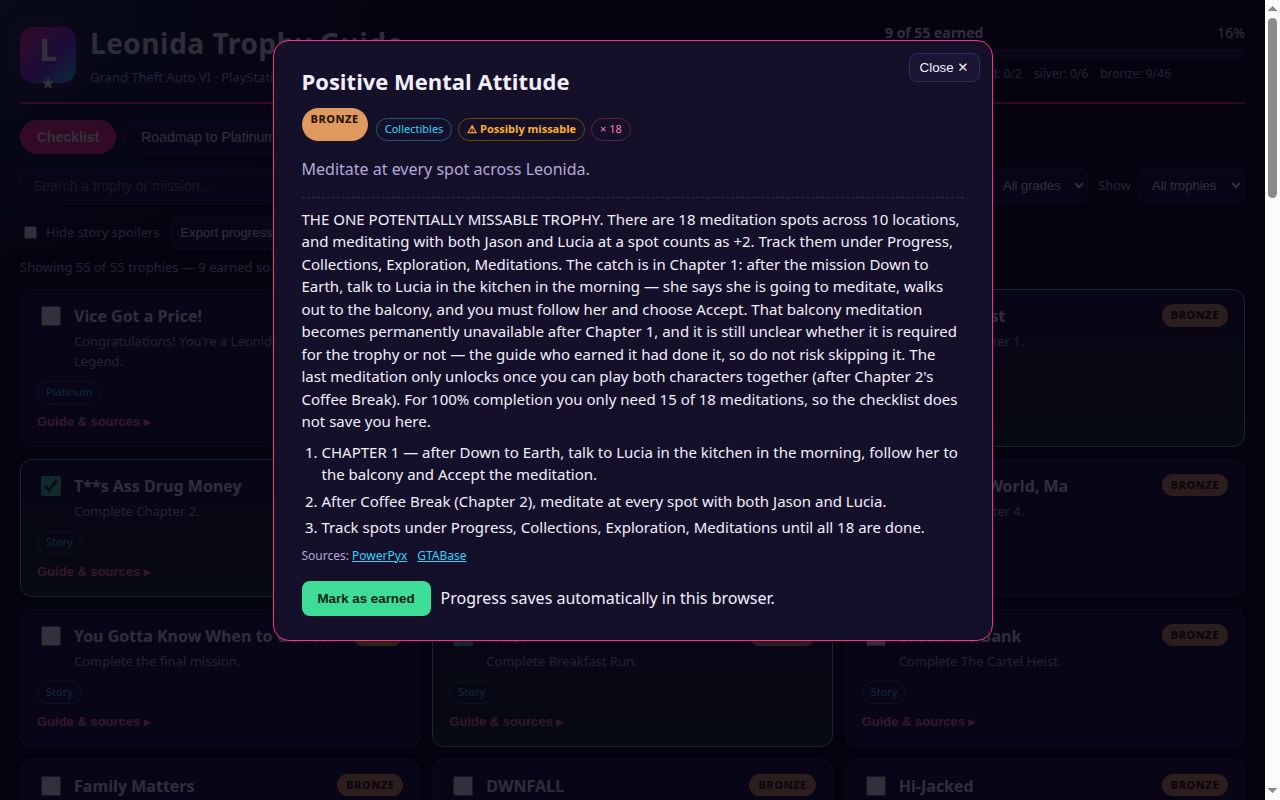 L
★
Leonida Trophy Guide
Grand Theft Auto VI · PlayStati
9 of 55 earned
16%
d: 0/2 silver: 0/6 bronze: 9/46
Checklist
Roadmap to Platinum
Search a trophy or mission…
All grades
Show
All trophies
Hide story spoilers
Export progress
Showing 55 of 55 trophies — 9 earned so
Positive Mental Attitude
Close ✕
BRONZE
Collectibles
⚠ Possibly missable
× 18
Meditate at every spot across Leonida.
THE ONE POTENTIALLY MISSABLE TROPHY. There are 18 meditation spots across 10 locations,
and meditating with both Jason and Lucia at a spot counts as +2. Track them under Progress,
Collections, Exploration, Meditations. The catch is in Chapter 1: after the mission Down to
Earth, talk to Lucia in the kitchen in the morning — she says she is going to meditate, walks
out to the balcony, and you must follow her and choose Accept. That balcony meditation
becomes permanently unavailable after Chapter 1, and it is still unclear whether it is required
for the trophy or not — the guide who earned it had done it, so do not risk skipping it. The
last meditation only unlocks once you can play both characters together (after Chapter 2's
Coffee Break). For 100% completion you only need 15 of 18 meditations, so the checklist does
not save you here.
1. CHAPTER 1 — after Down to Earth, talk to Lucia in the kitchen in the morning, follow her to
the balcony and Accept the meditation.
2. After Coffee Break (Chapter 2), meditate at every spot with both Jason and Lucia.
3. Track spots under Progress, Collections, Exploration, Meditations until all 18 are done.
Sources: PowerPyx GTABase
Mark as earned
Progress saves automatically in this browser.
Vice Got a Price!
Congratulations! You're a Leonid
Legend.
Platinum
Guide & sources ▸
st
BRONZE
ter 1.
T**s Ass Drug Money
Complete Chapter 2.
Story
Guide & sources ▸
World, Ma
BRONZE
ter 4.
You Gotta Know When to
Complete the final mission.
Story
Guide & sources ▸
Complete Breakfast Run.
Story
Guide & sources ▸
Bank
BRONZE
Complete The Cartel Heist.
Story
Guide & sources ▸
Family Matters
BRONZE
DWNFALL
BRONZE
Hi-Jacked
BRONZE